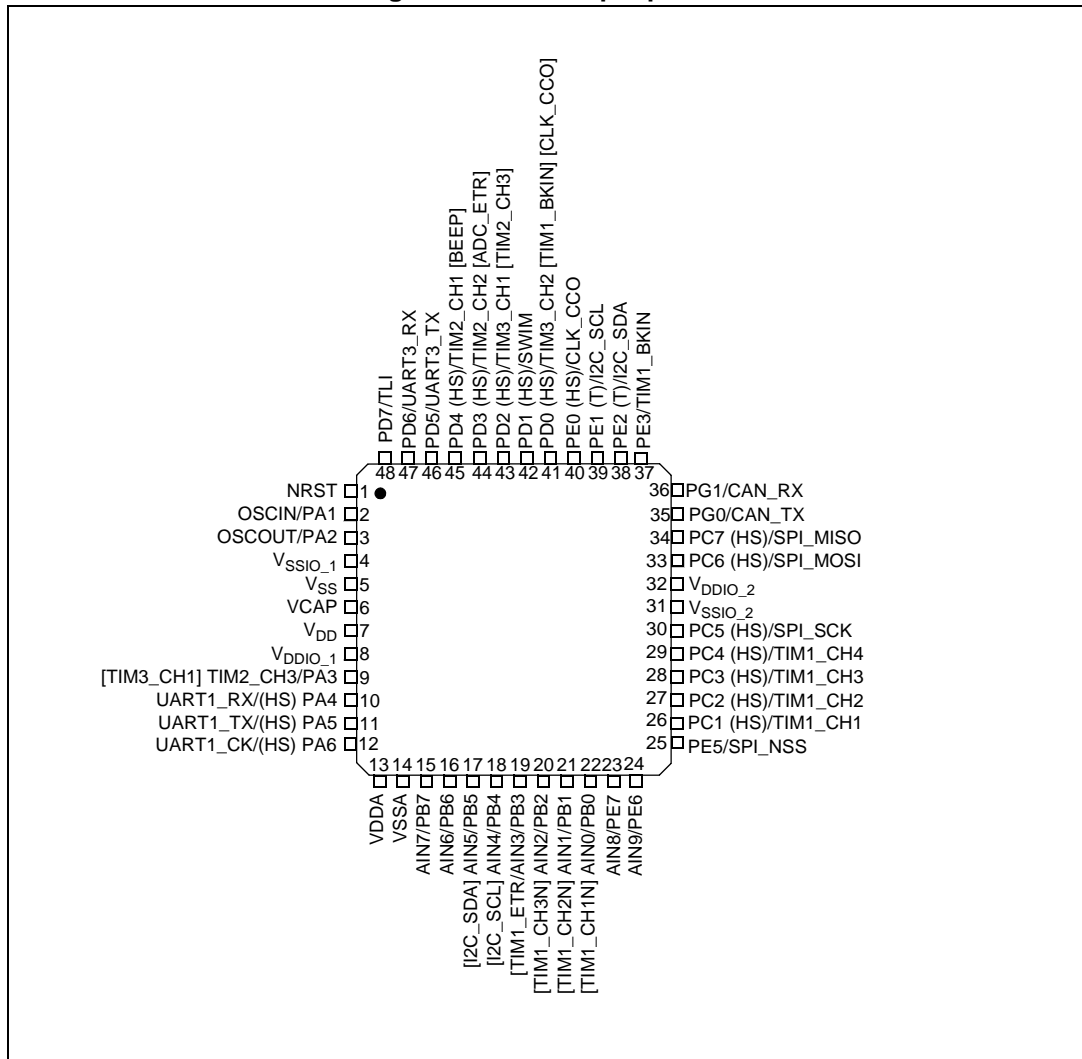 PD7/TLI
PD6/UART3_RX
PD5/UART3_TX
PD4 (HS)/TIM2_CH1 [BEEP]
PD3 (HS)/TIM2_CH2 [ADC_ETR]
PD2 (HS)/TIM3_CH1 [TIM2_CH3]
PD1 (HS)/SWIM
PD0 (HS)/TIM3_CH2 [TIM1_BKIN] [CLK_CCO]
PE0 (HS)/CLK_CCO
PE1 (T)/I2C_SCL
PE2 (T)/I2C_SDA
PE3/TIM1_BKIN
48 47 46 45 44 43 42 41 40 39 38 37
NRST 1
OSCIN/PA1 2
OSCOUT/PA2 3
VSSIO_1 4
VSS 5
VCAP 6
VDD 7
VDDIO_1 8
[TIM3_CH1] TIM2_CH3/PA3 9
UART1_RX/(HS) PA4 10
UART1_TX/(HS) PA5 11
UART1_CK/(HS) PA6 12
36 PG1/CAN_RX
35 PG0/CAN_TX
34 PC7 (HS)/SPI_MISO
33 PC6 (HS)/SPI_MOSI
32 VDDIO_2
31 VSSIO_2
30 PC5 (HS)/SPI_SCK
29 PC4 (HS)/TIM1_CH4
28 PC3 (HS)/TIM1_CH3
27 PC2 (HS)/TIM1_CH2
26 PC1 (HS)/TIM1_CH1
25 PE5/SPI_NSS
13 14 15 16 17 18 19 20 21 22 23 24
VDDA
VSSA
AIN7/PB7
AIN6/PB6
[I2C_SDA] AIN5/PB5
[I2C_SCL] AIN4/PB4
[TIM1_ETR/AIN3/PB3
[TIM1_CH3N] AIN2/PB2
[TIM1_CH2N] AIN1/PB1
[TIM1_CH1N] AIN0/PB0
AIN8/PE7
AIN9/PE6